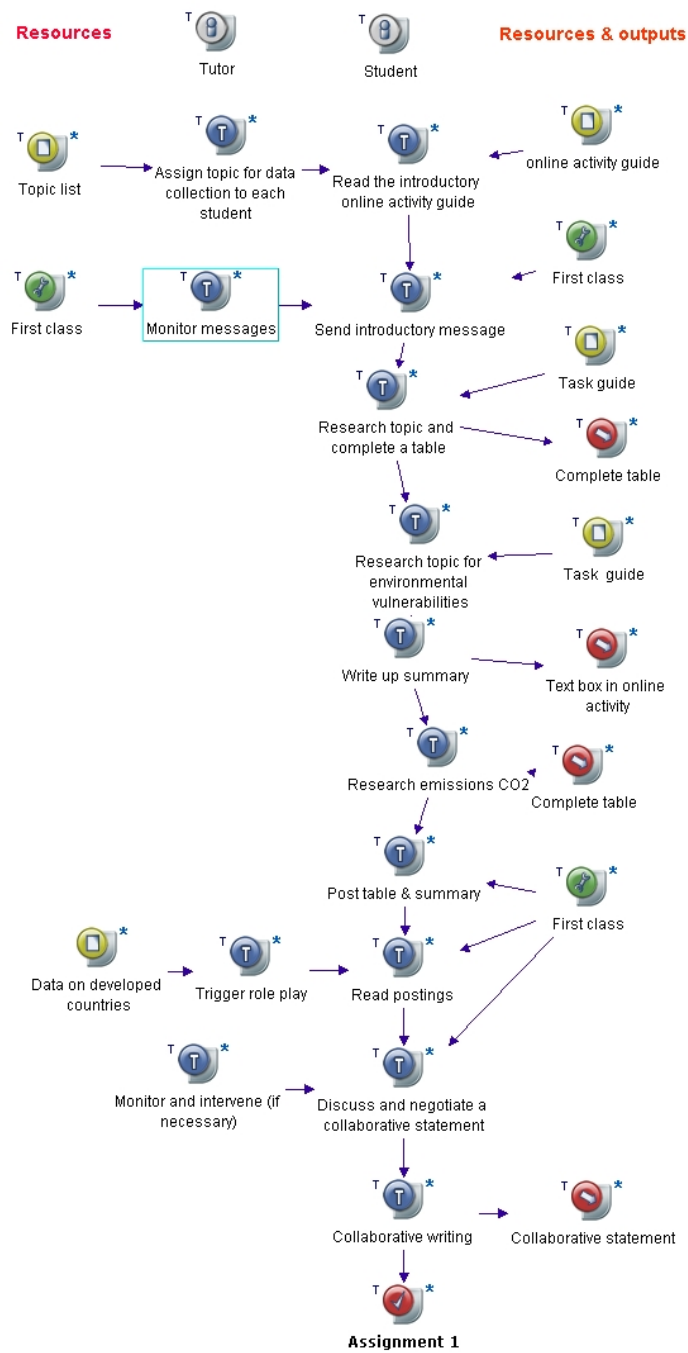 Resources
Resources & outputs
T
Tutor
T
Student
T *
Topic list
T *
Assign topic for data
collection to each
student
T *
Read the introductory
online activity guide
T *
online activity guide
T *
First class
T *
Monitor messages
T *
Send introductory message
T *
First class
T *
Task guide
T *
Research topic and
complete a table
T *
Complete table
T *
Research topic for
environmental
vulnerabilities
T *
Task guide
T *
Write up summary
T *
Text box in online
activity
T *
Research emissions CO2
T *
Complete table
T *
Post table & summary
T *
First class
T *
Data on developed
countries
T *
Trigger role play
T *
Read postings
T *
Monitor and intervene (if
necessary)
T *
Discuss and negotiate a
collaborative statement
T *
Collaborative writing
T *
Collaborative statement
T *
Assignment 1